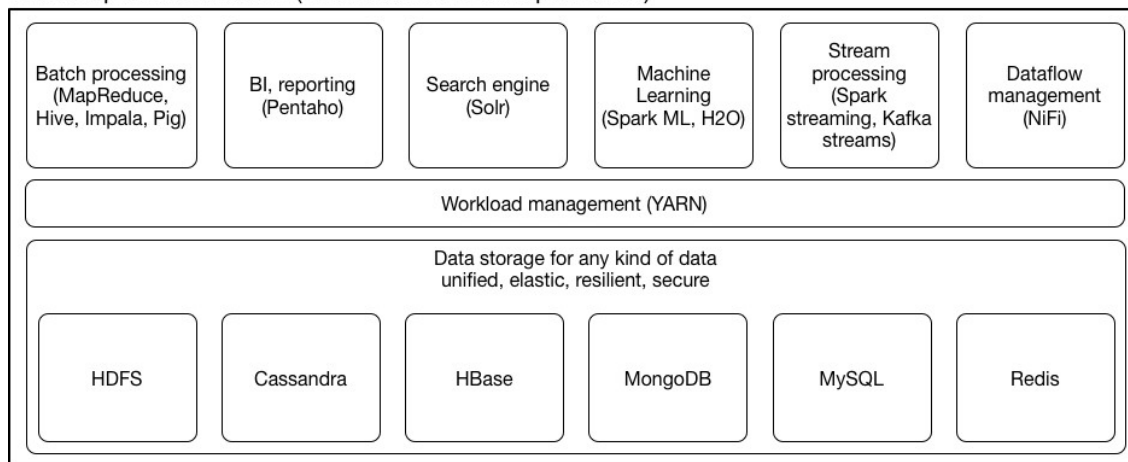 Batch processing
(MapReduce,
Hive, Impala, Pig)
BI, reporting
(Pentaho)
Search engine
(Solr)
Machine
Learning
(Spark ML, H2O)
Stream
processing
(Spark
streaming, Kafka
streams)
Dataflow
management
(NiFi)
Workload management (YARN)
Data storage for any kind of data
unified, elastic, resilient, secure
HDFS
Cassandra
HBase
MongoDB
MySQL
Redis